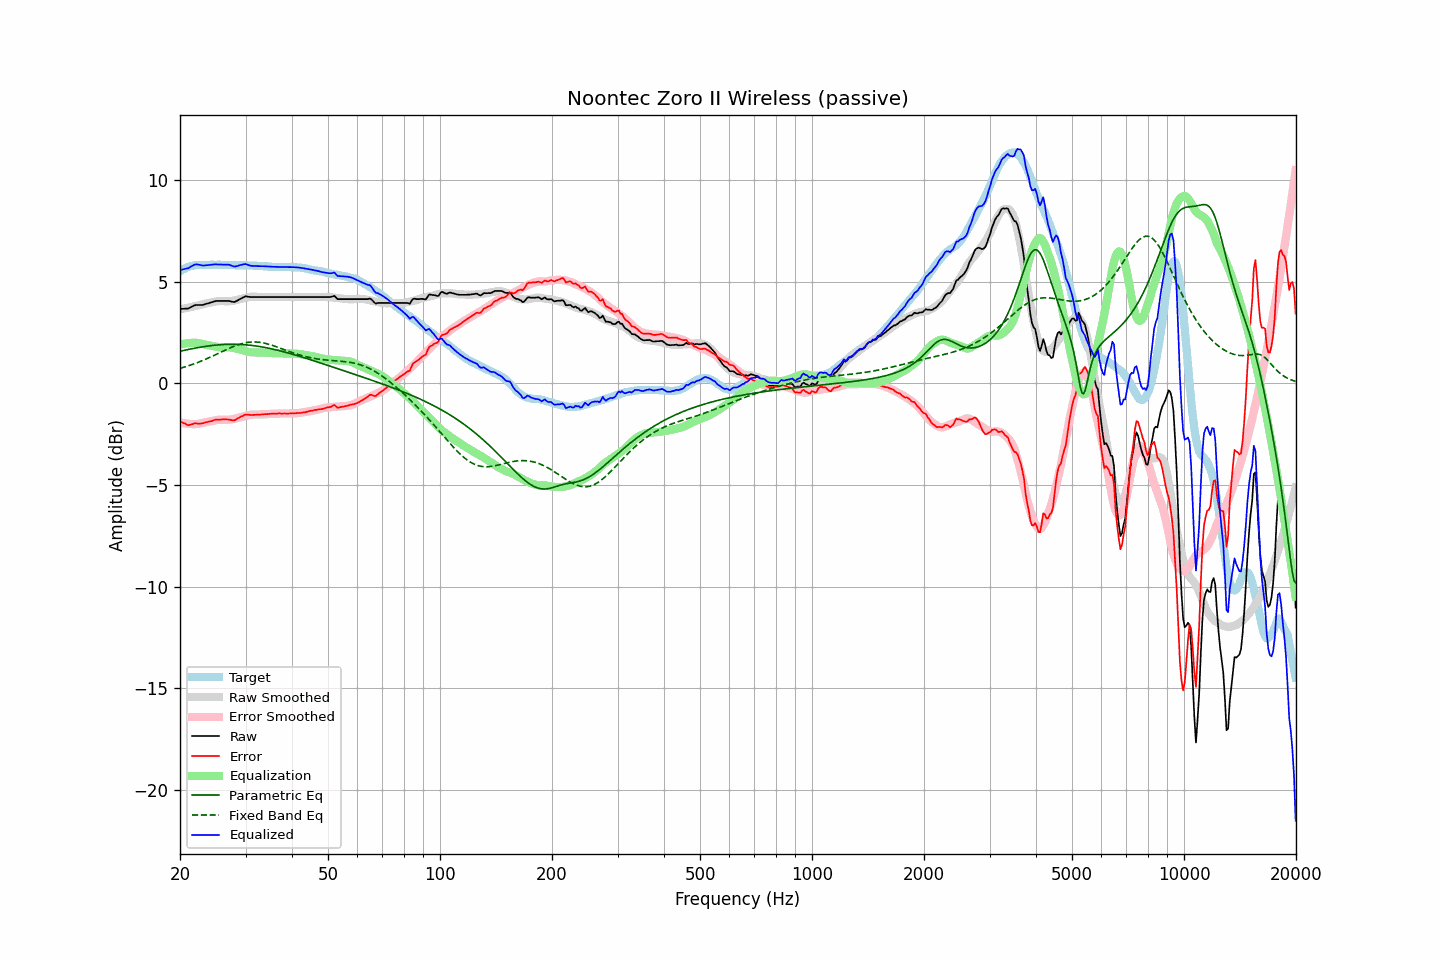 Noontec Zoro II Wireless (passive)
Amplitude (dBr)
10
5
0
−5
−10
−15
−20
Target
Raw Smoothed
Error Smoothed
Raw
Error
Equalization
Parametric Eq
Fixed Band Eq
Equalized
20 50 100 200 500 1000 2000 5000 10000 20000
Frequency (Hz)